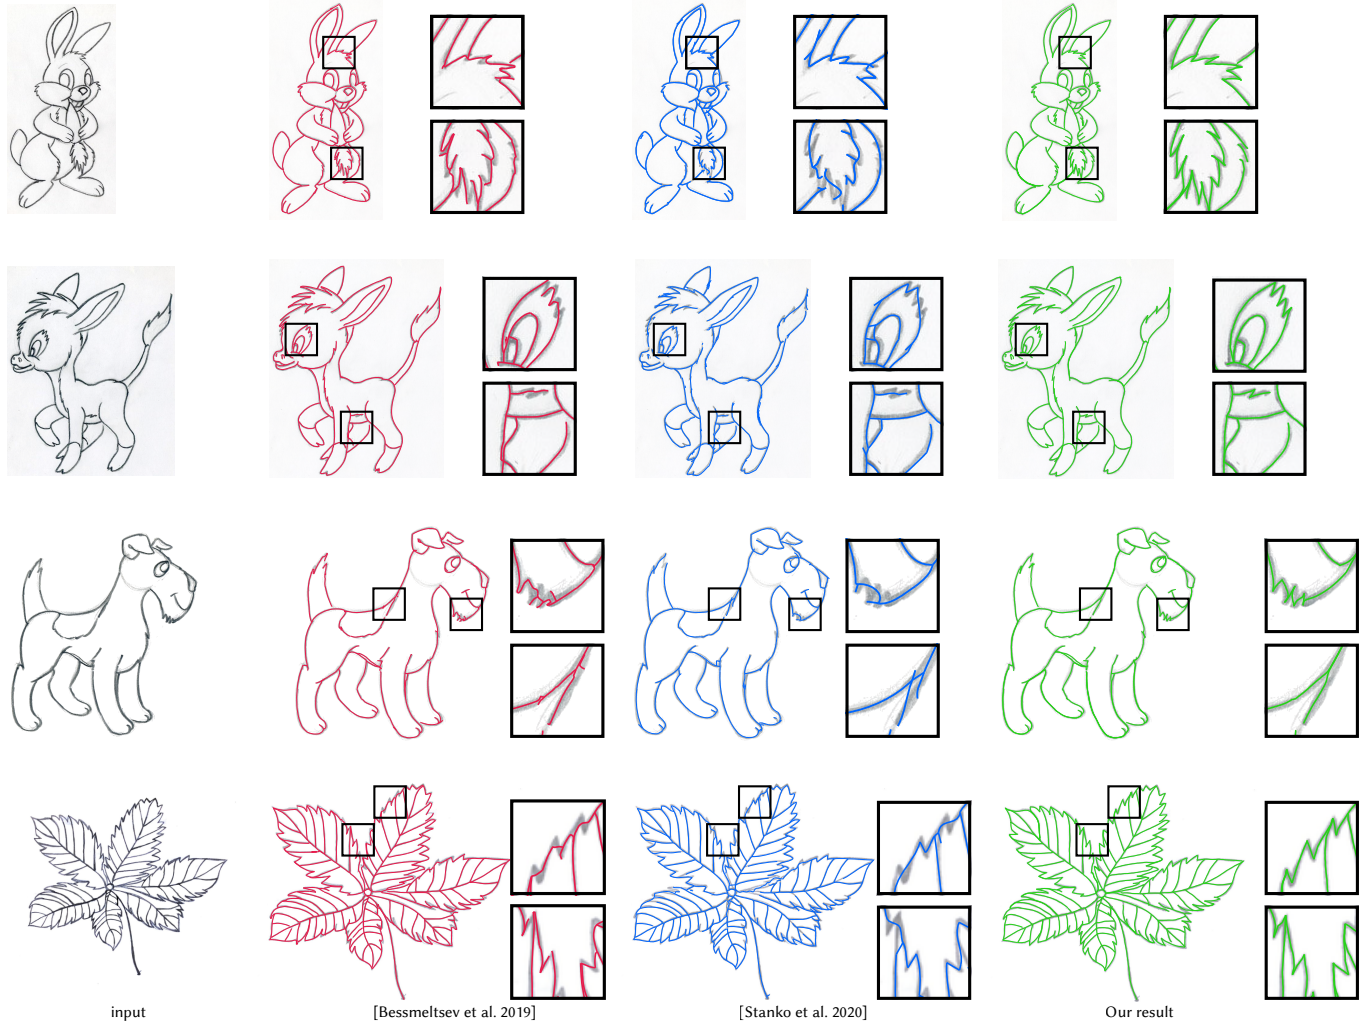 input
[Bessmeltsev et al. 2019]
[Stanko et al. 2020]
Our result